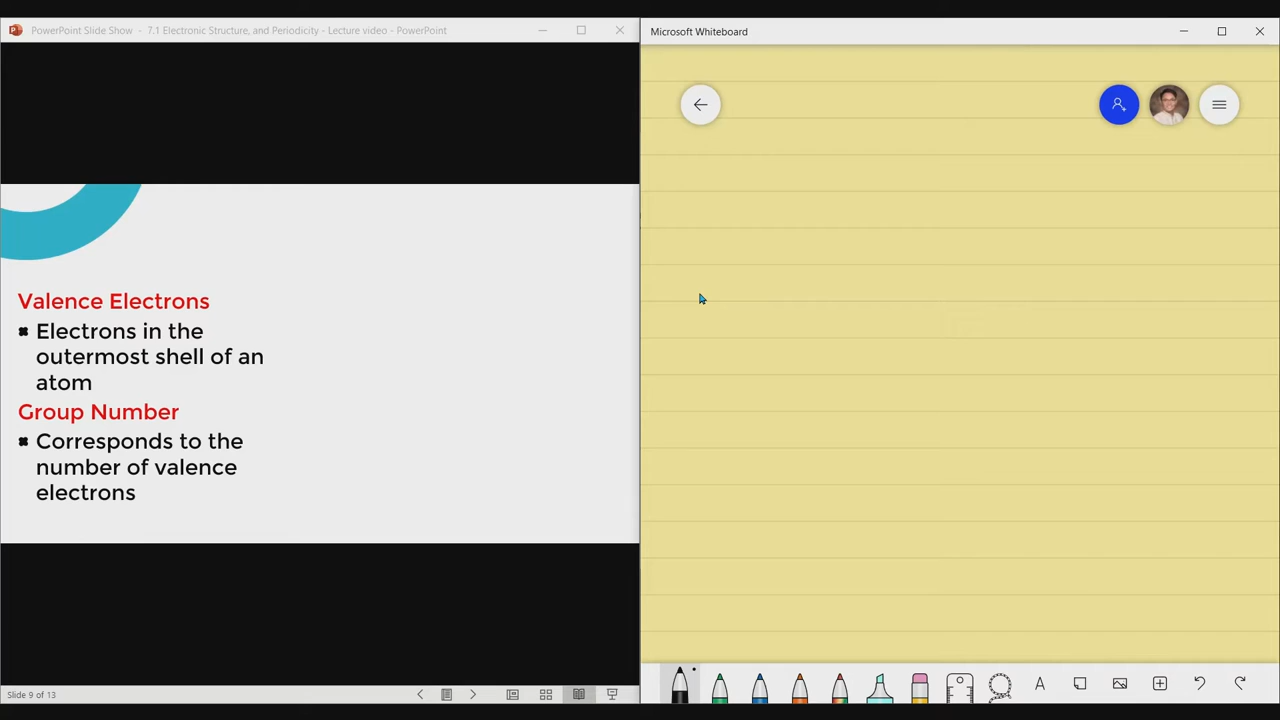 PowerPoint Slide Show - 7.1 Electronic Structure, and Periodicity - Lecture video - PowerPoint
Microsoft Whiteboard
Valence Electrons
Electrons in the
outermost shell of an
atom
Group Number
Corresponds to the
number of valence
electrons
Slide 9 of 13
A